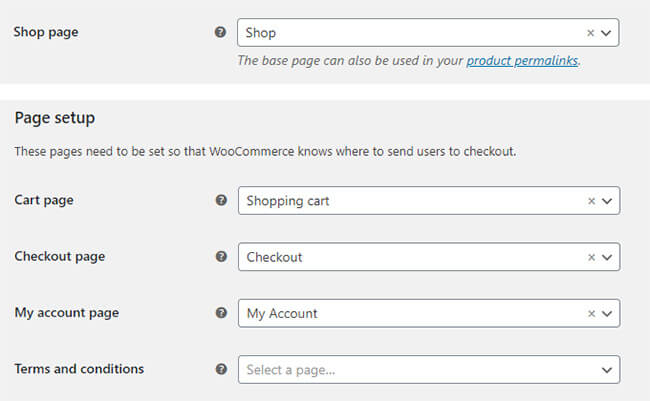 Shop page
Shop
The base page can also be used in your product permalinks.
Page setup
These pages need to be set so that WooCommerce knows where to send users to checkout.
Cart page
Shopping cart
Checkout page
Checkout
My account page
My Account
Terms and conditions
Select a page...